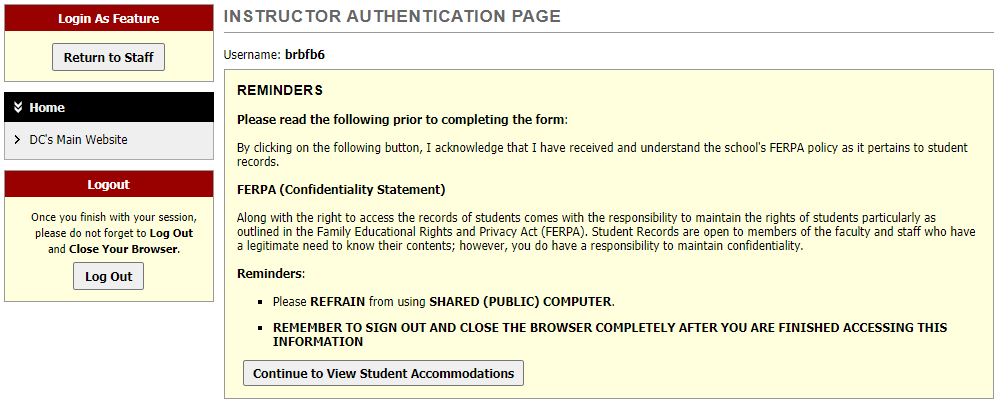 Login As Feature
Return to Staff
Home
DC's Main Website
Logout
Once you finish with your session,
please do not forget to Log Out
and Close Your Browser.
Log Out
INSTRUCTOR AUTHENTICATION PAGE
Username: brbfb6
REMINDERS
Please read the following prior to completing the form:
By clicking on the following button, I acknowledge that I have received and understand the school's FERPA policy as it pertains to student
records.
FERPA (Confidentiality Statement)
Along with the right to access the records of students comes with the responsibility to maintain the rights of students particularly as
outlined in the Family Educational Rights and Privacy Act (FERPA). Student Records are open to members of the faculty and staff who have
a legitimate need to know their contents; however, you do have a responsibility to maintain confidentiality.
Reminders:
Please REFRAIN from using SHARED (PUBLIC) COMPUTER.
REMEMBER TO SIGN OUT AND CLOSE THE BROWSER COMPLETELY AFTER YOU ARE FINISHED ACCESSING THIS
INFORMATION
Continue to View Student Accommodations